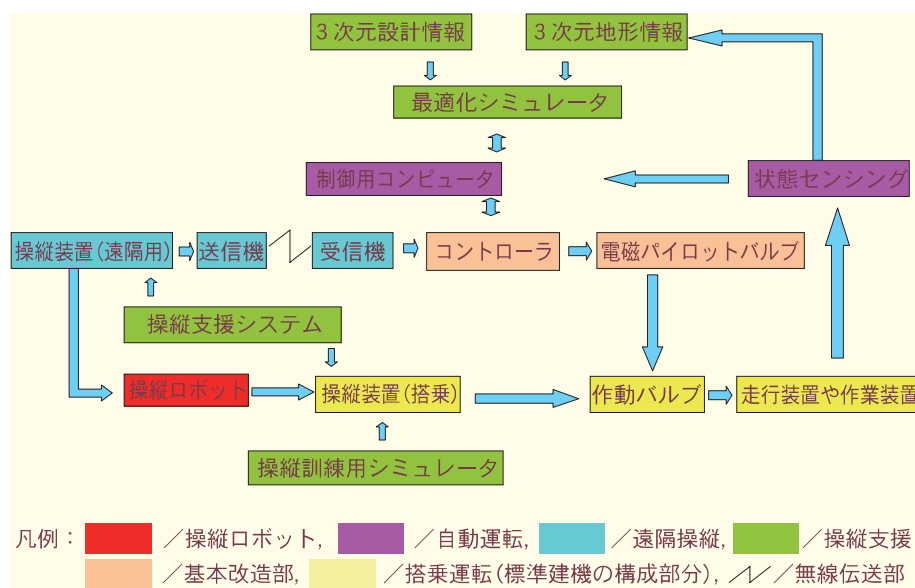 3次元設計情報
3次元地形情報
最適化シミュレータ
制御用コンピュータ
状態センシング
操縦装置(遠隔用)
送信機
受信機
コントローラ
電磁パイロットバルブ
操縦支援システム
操縦ロボット
操縦装置(搭乗)
作動バルブ
走行装置や作業装置
操縦訓練用シミュレータ
凡例: /操縦ロボット, /自動運転, /遠隔操縦, /操縦支援
/基本改造部, /搭乗運転(標準建機の構成部分), /無線伝送部